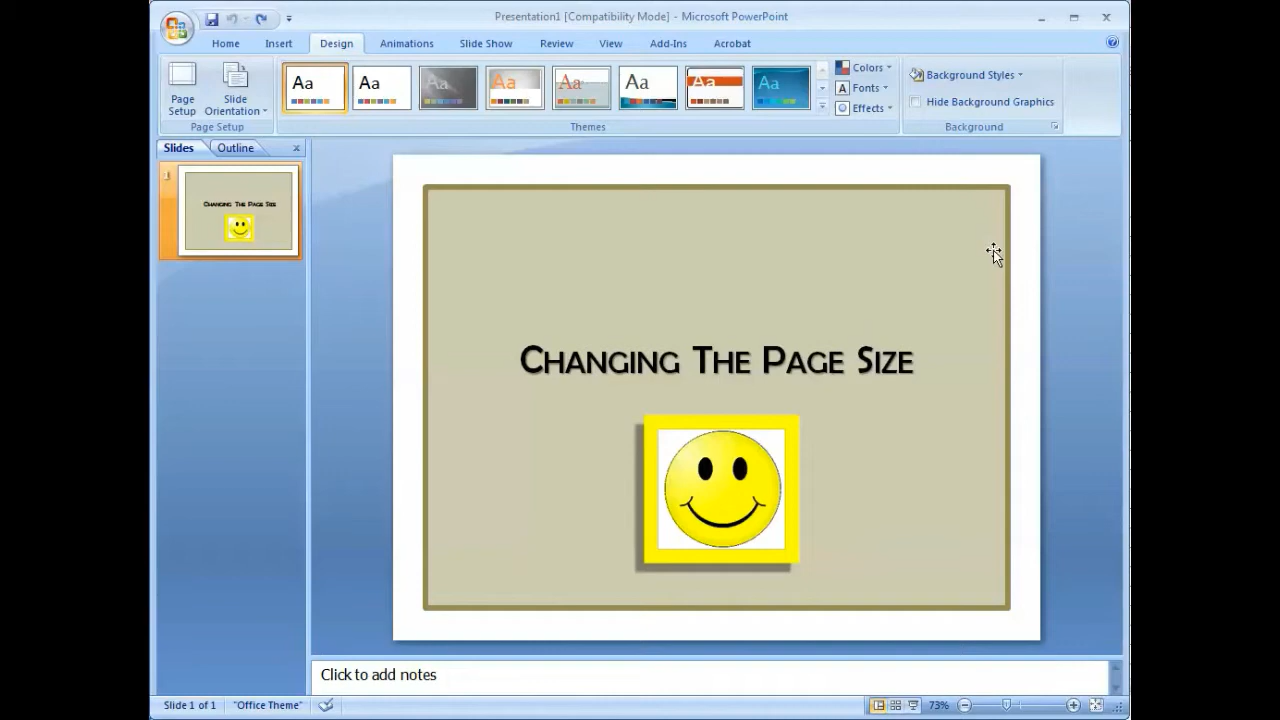 Presentation1 [Compatibility Mode] - Microsoft PowerPoint
Home Insert Design Animations Slide Show Review View Add-Ins Acrobat
Page Setup
Slide Orientation
Aa Aa Aa Aa Aa Aa Aa Aa
Colors
Fonts
Effects
Background Styles
Hide Background Graphics
Page Setup Themes Background
Slides Outline
1
Changing The Page Size
Changing The Page Size
Click to add notes
Slide 1 of 1 "Office Theme" 73%